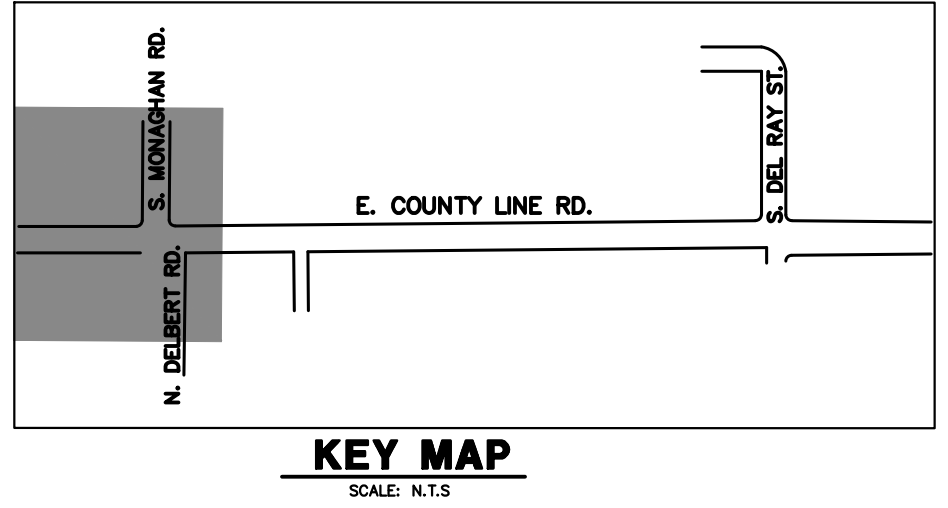 S. MONAGHAN RD.
S. DEL RAY ST.
E. COUNTY LINE RD.
N. DELBERT RD.
KEY MAP
SCALE: N.T.S